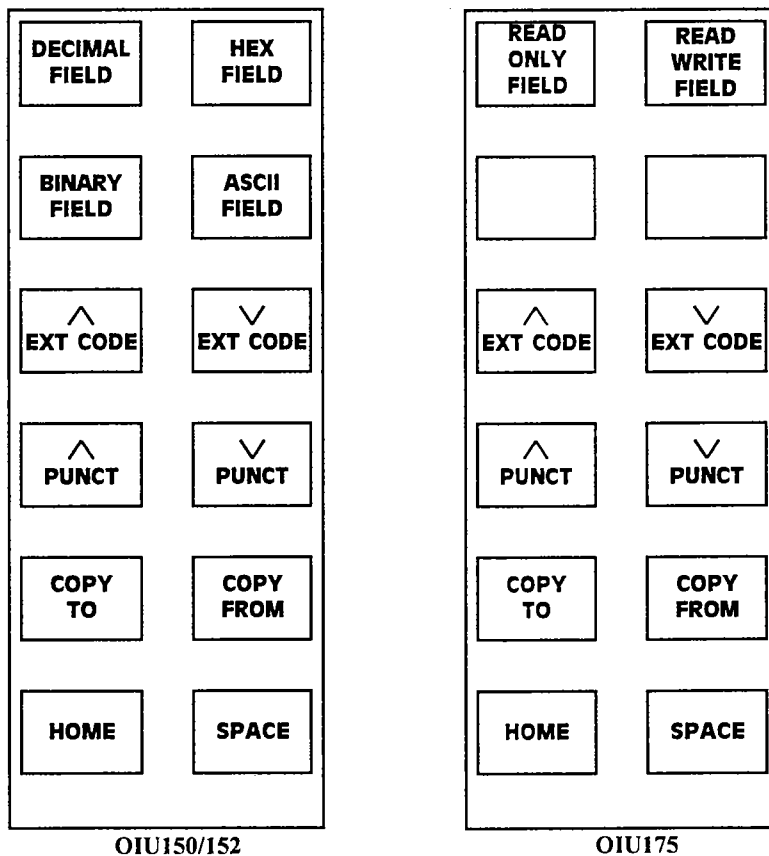 DECIMAL
FIELD
HEX
FIELD
BINARY
FIELD
ASCII
FIELD
∧
EXT CODE
∨
EXT CODE
∧
PUNCT
∨
PUNCT
COPY
TO
COPY
FROM
HOME
SPACE
OIU150/152
READ
ONLY
FIELD
READ
WRITE
FIELD
∧
EXT CODE
∨
EXT CODE
∧
PUNCT
∨
PUNCT
COPY
TO
COPY
FROM
HOME
SPACE
OIU175